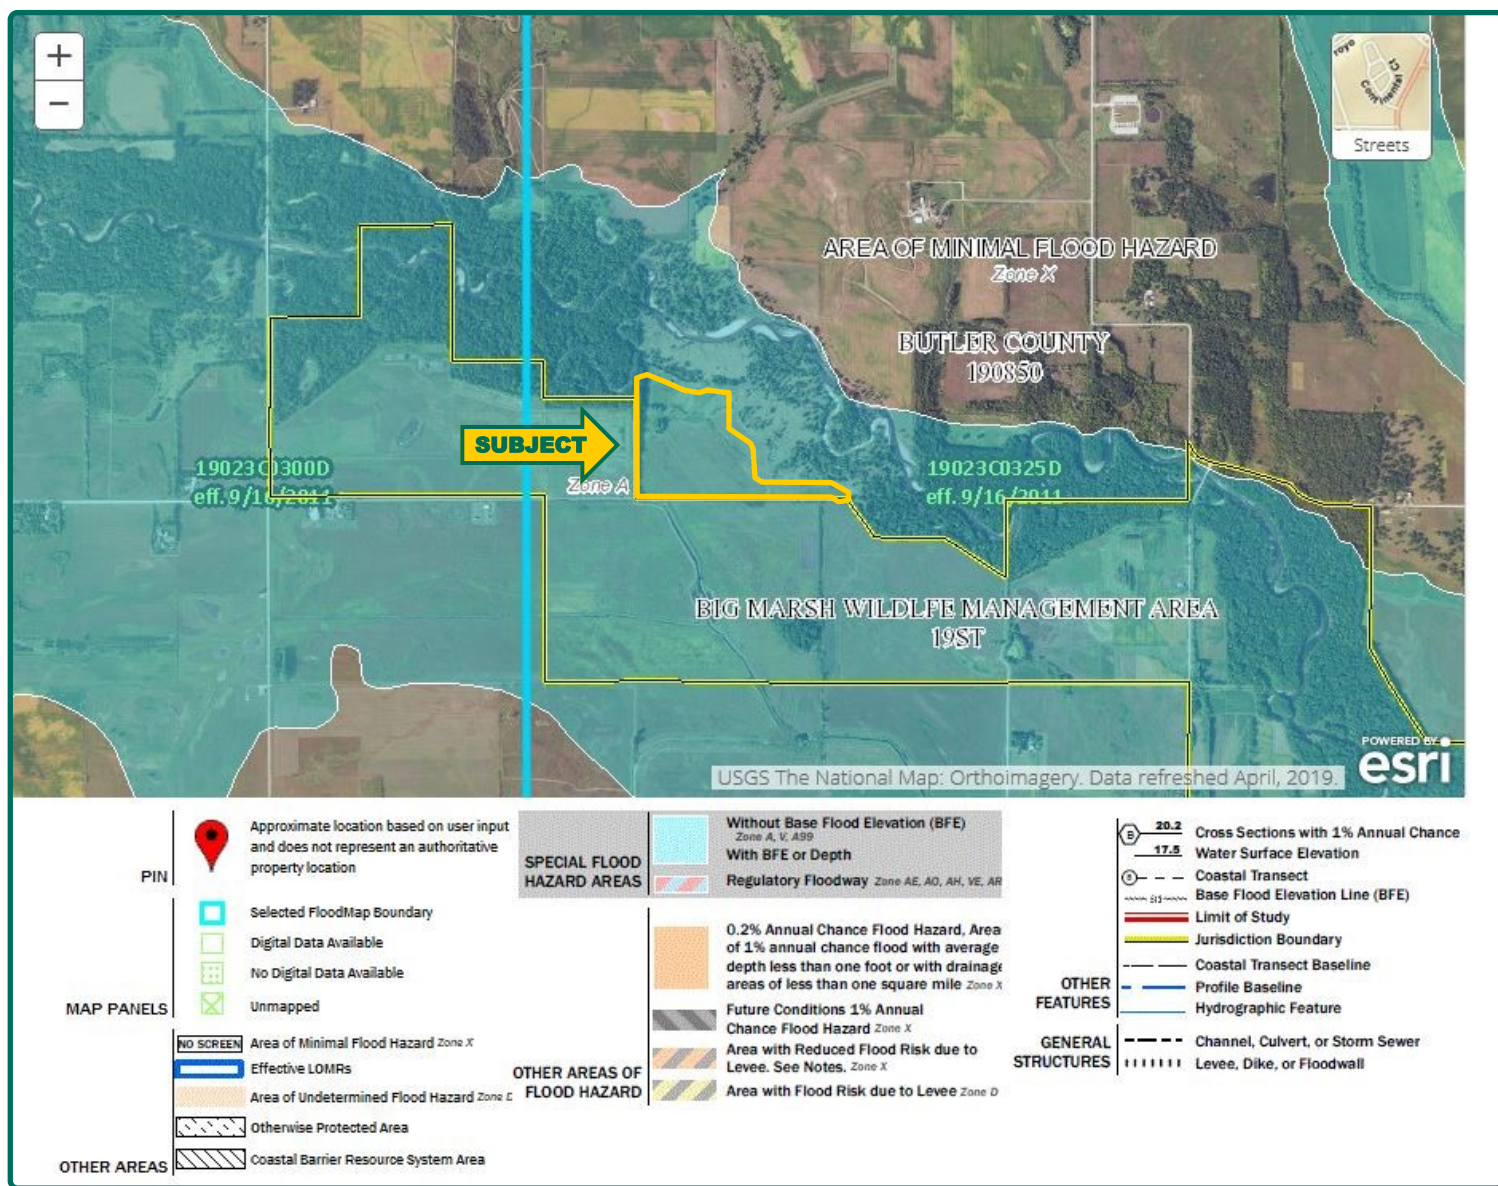 +
−
royo
Continental Ct
Streets
AREA OF MINIMAL FLOOD HAZARD
Zone X
BUTLER COUNTY
190850
SUBJECT
19023C0300D
eff. 9/16/2011
Zone A
19023C0325D
eff. 9/16/2011
BIG MARSH WILDLFE MANAGEMENT AREA
19ST
POWERED BY
esri
USGS The National Map: Orthoimagery. Data refreshed April, 2019.
PIN
Approximate location based on user input
and does not represent an authoritative
property location
MAP PANELS
Selected FloodMap Boundary
Digital Data Available
No Digital Data Available
Unmapped
OTHER AREAS
NO SCREEN Area of Minimal Flood Hazard Zone X
Effective LOMRs
Area of Undetermined Flood Hazard Zone D
Otherwise Protected Area
Coastal Barrier Resource System Area
SPECIAL FLOOD
HAZARD AREAS
Without Base Flood Elevation (BFE)
Zone A, V, A99
With BFE or Depth
Regulatory Floodway Zone AE, AO, AH, VE, AR
OTHER AREAS OF
FLOOD HAZARD
0.2% Annual Chance Flood Hazard, Area
of 1% annual chance flood with average
depth less than one foot or with drainage
areas of less than one square mile Zone X
Future Conditions 1% Annual
Chance Flood Hazard Zone X
Area with Reduced Flood Risk due to
Levee. See Notes. Zone X
Area with Flood Risk due to Levee Zone D
OTHER
FEATURES
B 20.2 Cross Sections with 1% Annual Chance
17.5 Water Surface Elevation
8 Coastal Transect
513 Base Flood Elevation Line (BFE)
Limit of Study
Jurisdiction Boundary
Coastal Transect Baseline
Profile Baseline
Hydrographic Feature
GENERAL
STRUCTURES
Channel, Culvert, or Storm Sewer
Levee, Dike, or Floodwall